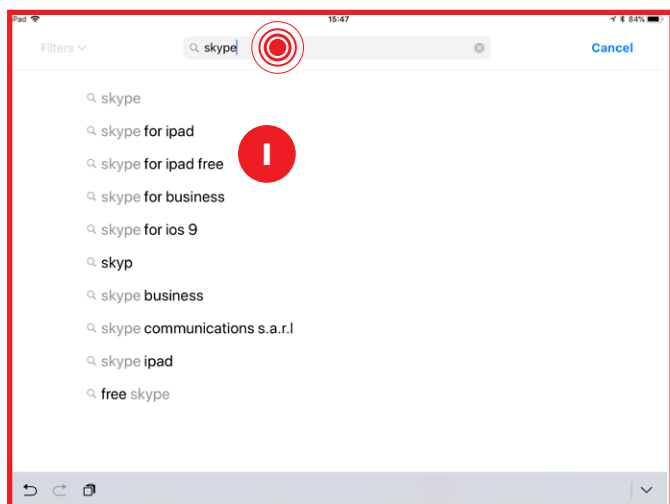 Pad 15:47 84%
Filters skype Cancel
skype
skype for ipad
skype for ipad free
I
skype for business
skype for ios 9
skyp
skype business
skype communications s.a.r.l
skype ipad
free skype